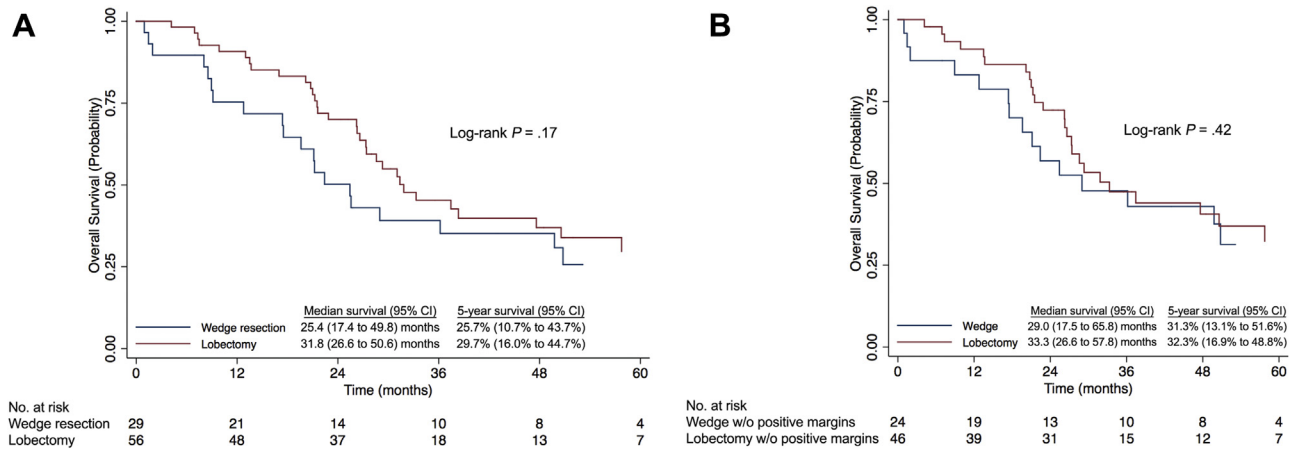 A
1.00
0.75
0.50
0.25
0.00
Overall Survival (Probability)
Log-rank P = .17
Median survival (95% CI) 5-year survival (95% CI)
Wedge resection 25.4 (17.4 to 49.8) months 25.7% (10.7% to 43.7%)
Lobectomy 31.8 (26.6 to 50.6) months 29.7% (16.0% to 44.7%)
0 12 24 36 48 60
Time (months)
No. at risk
Wedge resection 29 21 14 10 8 4
Lobectomy 56 48 37 18 13 7
B
1.00
0.75
0.50
0.25
0.00
Overall Survival (Probability)
Log-rank P = .42
Median survival (95% CI) 5-year survival (95% CI)
Wedge 29.0 (17.5 to 65.8) months 31.3% (13.1% to 51.6%)
Lobectomy 33.3 (26.6 to 57.8) months 32.3% (16.9% to 48.8%)
0 12 24 36 48 60
Time (months)
No. at risk
Wedge w/o positive margins 24 19 13 10 8 4
Lobectomy w/o positive margins 46 39 31 15 12 7